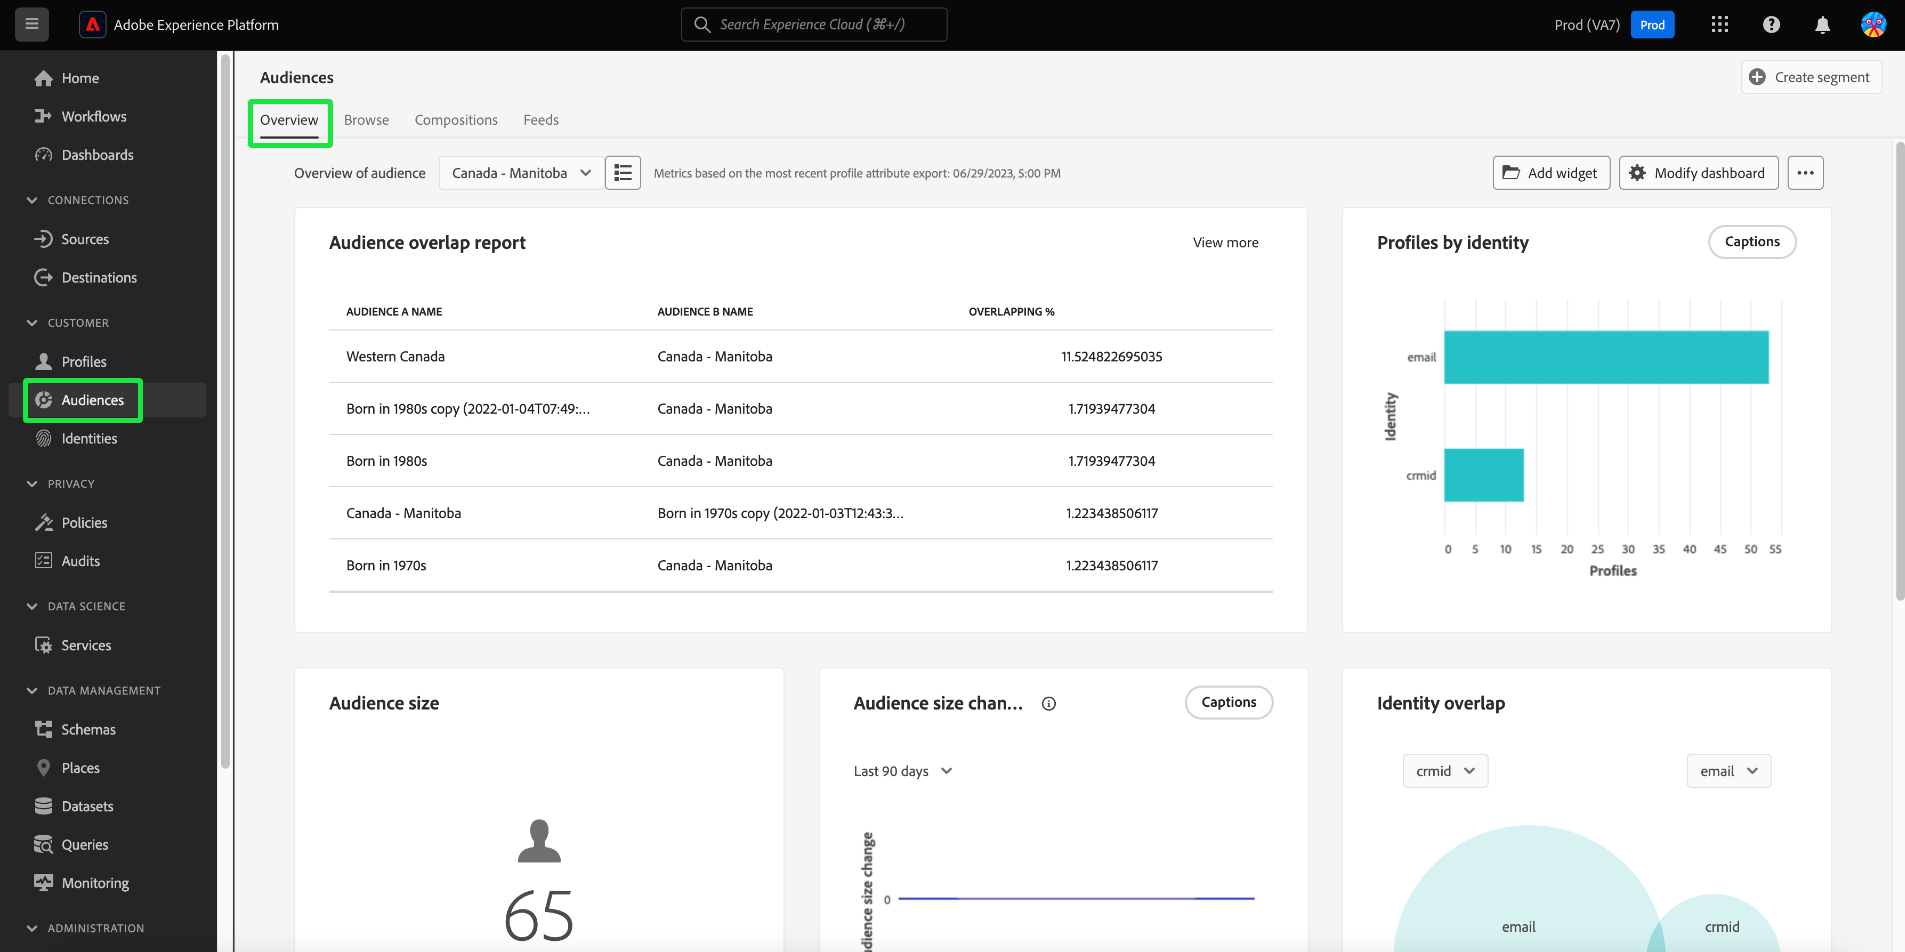 Adobe Experience Platform
Search Experience Cloud (⌘+/)
Prod (VA7)
Prod
Home
Workflows
Dashboards
CONNECTIONS
Sources
Destinations
CUSTOMER
Profiles
Audiences
Identities
PRIVACY
Policies
Audits
DATA SCIENCE
Services
DATA MANAGEMENT
Schemas
Places
Datasets
Queries
Monitoring
ADMINISTRATION
Audiences
Create segment
Overview Browse Compositions Feeds
Overview of audience Canada - Manitoba Metrics based on the most recent profile attribute export: 06/29/2023, 5:00 PM
Add widget Modify dashboard
Audience overlap report View more
AUDIENCE A NAME AUDIENCE B NAME OVERLAPPING %
Western Canada Canada - Manitoba 11.524822695035
Born in 1980s copy (2022-01-04T07:49:... Canada - Manitoba 1.71939477304
Born in 1980s Canada - Manitoba 1.71939477304
Canada - Manitoba Born in 1970s copy (2022-01-03T12:43:3... 1.223438506117
Born in 1970s Canada - Manitoba 1.223438506117
Profiles by identity Captions
Identity
email
crmid
0 5 10 15 20 25 30 35 40 45 50 55
Profiles
Audience size
65
Audience size chan... Captions
Last 90 days
udience size change
0
Identity overlap
crmid email
email crmid